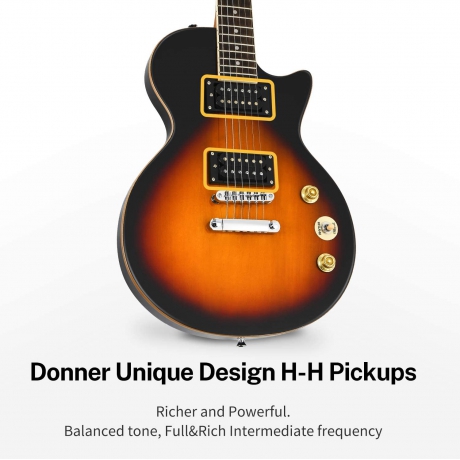 Donner Unique Design H-H Pickups
Richer and Powerful.
Balanced tone, Full&Rich Intermediate frequency